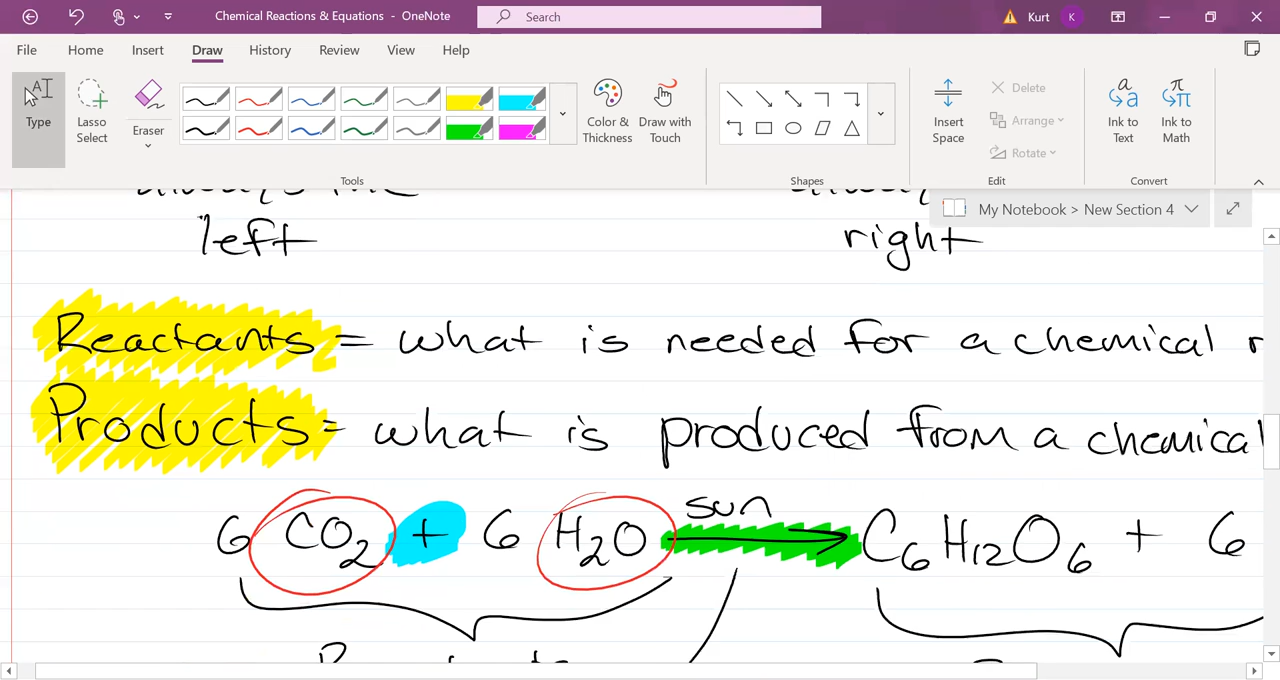 Chemical Reactions & Equations - OneNote
Search
Kurt K
File Home Insert Draw History Review View Help
Type
Lasso Select
Eraser
Color & Thickness
Draw with Touch
Insert Space
Delete
Arrange
Rotate
Ink to Text
Ink to Math
Tools Shapes Edit Convert
always the
My Notebook > New Section 4
left right
Reactants = what is needed for a chemical r
Products = what is produced from a chemical
sun
6 CO2 + 6 H2O → C6H12O6 + 6